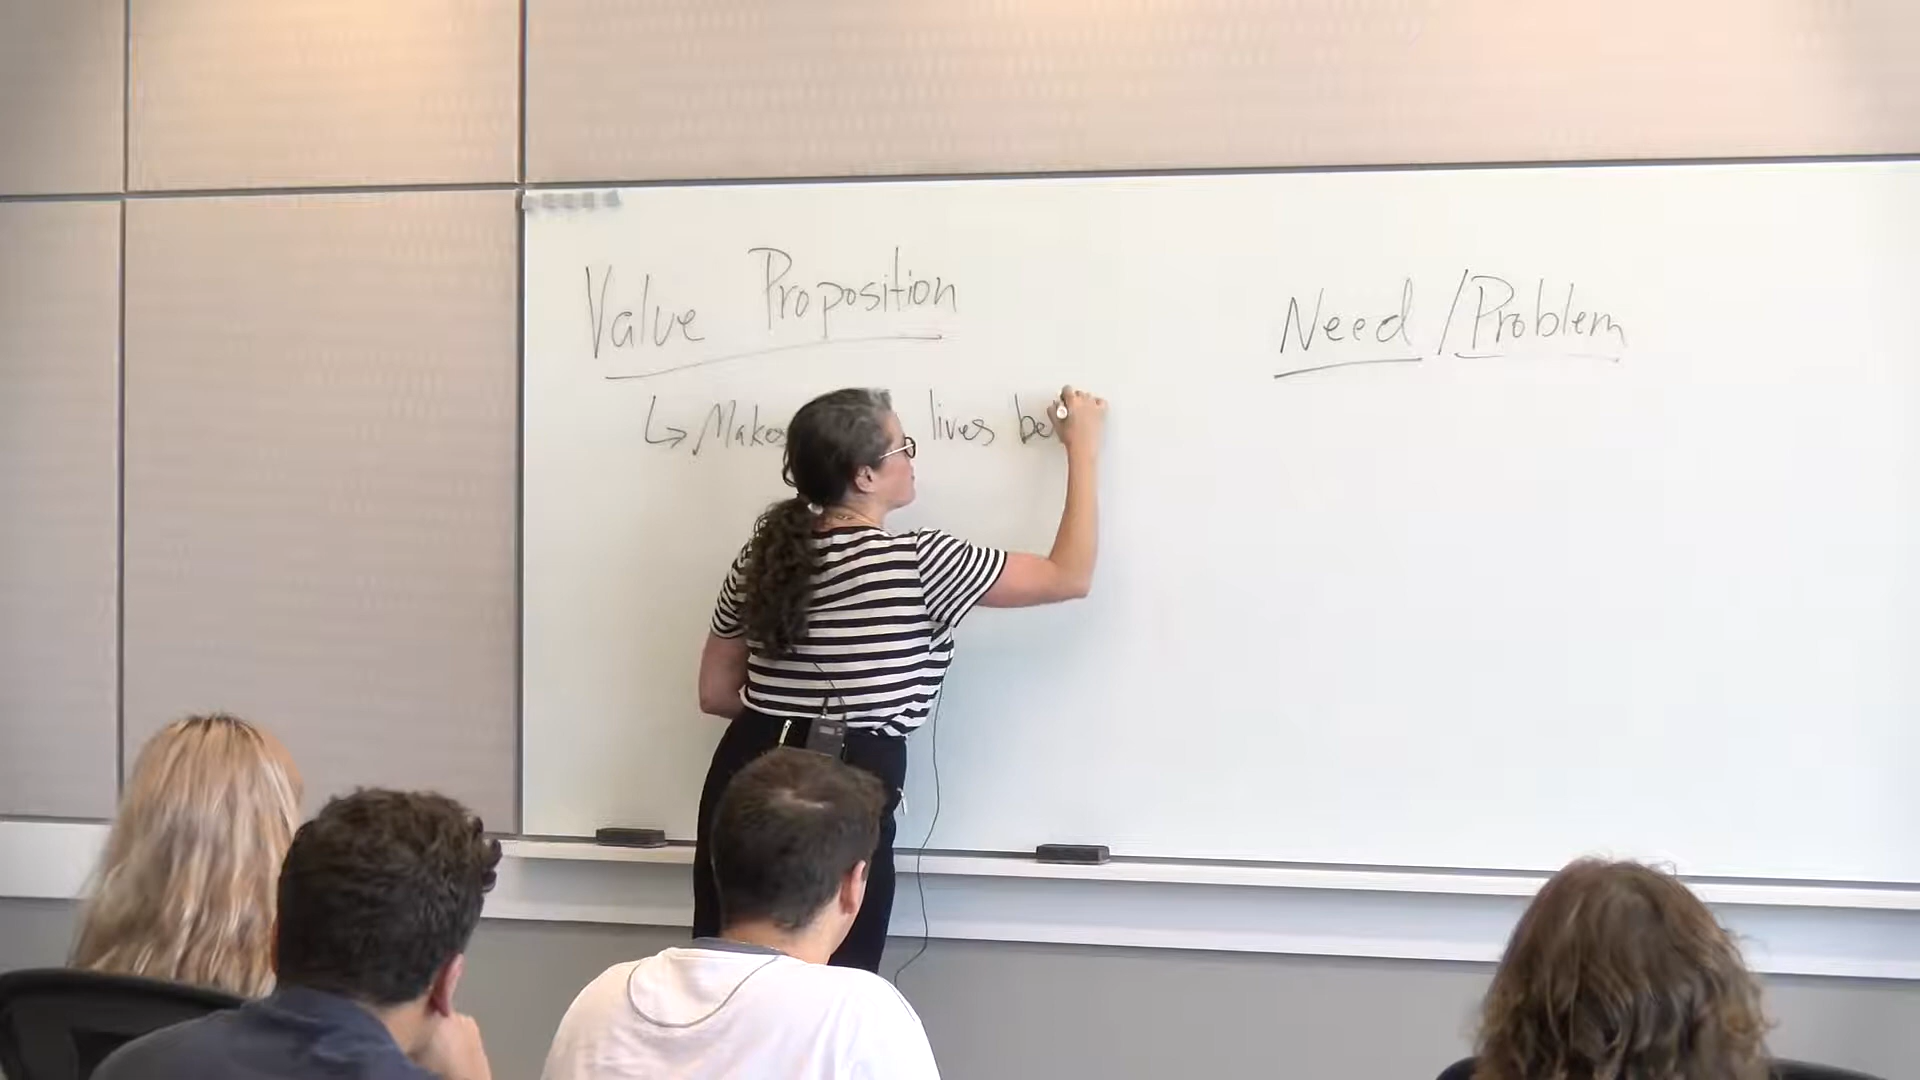 Value Proposition
Need / Problem
↳ Makes lives be